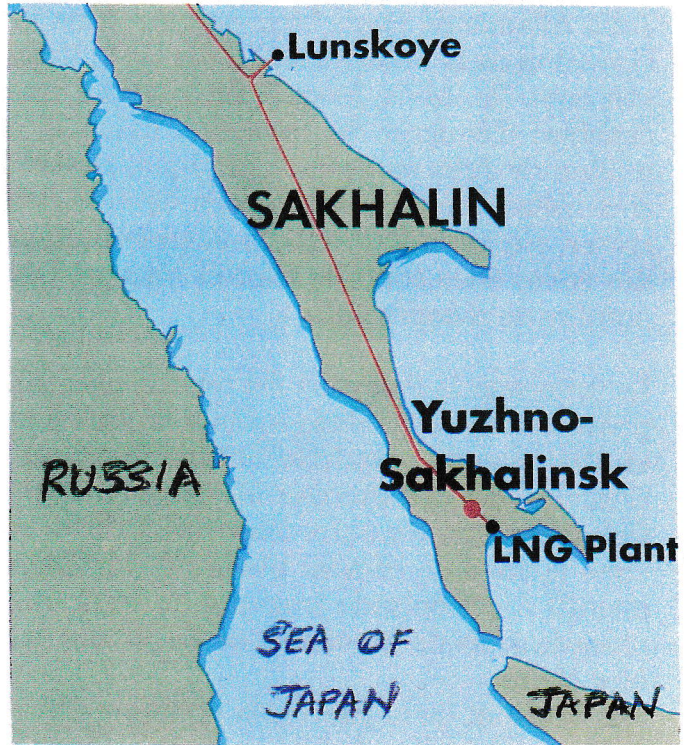 Lunskoye
SAKHALIN
Yuzhno-
Sakhalinsk
RUSSIA
LNG Plant
SEA OF
JAPAN
JAPAN